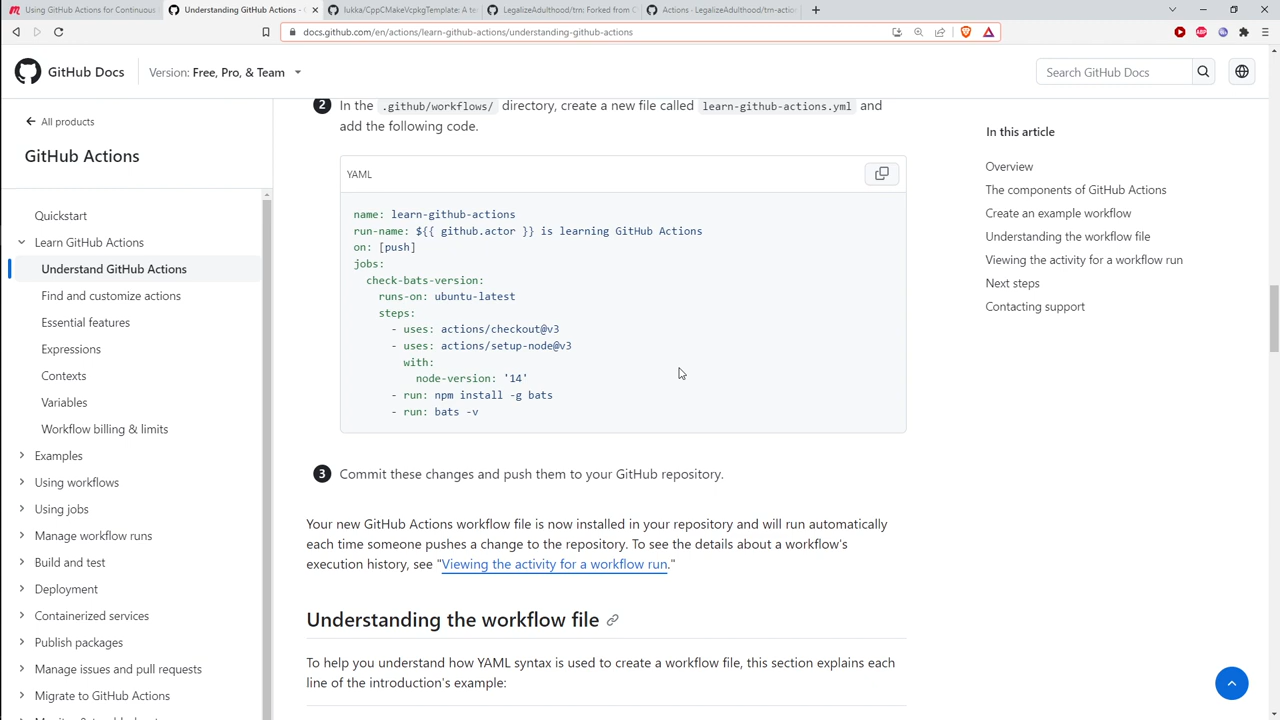 Using GitHub Actions for Continuous
Understanding GitHub Actions -
lukka/CppCMakeVcpkgTemplate: A te
LegalizeAdulthood/trn: Forked from C
Actions · LegalizeAdulthood/trn-actio
docs.github.com/en/actions/learn-github-actions/understanding-github-actions
GitHub Docs
Version: Free, Pro, & Team
Search GitHub Docs
All products
GitHub Actions
Quickstart
Learn GitHub Actions
Understand GitHub Actions
Find and customize actions
Essential features
Expressions
Contexts
Variables
Workflow billing & limits
Examples
Using workflows
Using jobs
Manage workflow runs
Build and test
Deployment
Containerized services
Publish packages
Manage issues and pull requests
Migrate to GitHub Actions
2 In the .github/workflows/ directory, create a new file called learn-github-actions.yml and
add the following code.
YAML
name: learn-github-actions
run-name: ${{ github.actor }} is learning GitHub Actions
on: [push]
jobs:
check-bats-version:
runs-on: ubuntu-latest
steps:
- uses: actions/checkout@v3
- uses: actions/setup-node@v3
with:
node-version: '14'
- run: npm install -g bats
- run: bats -v
3 Commit these changes and push them to your GitHub repository.
Your new GitHub Actions workflow file is now installed in your repository and will run automatically
each time someone pushes a change to the repository. To see the details about a workflow's
execution history, see "Viewing the activity for a workflow run."
Understanding the workflow file
To help you understand how YAML syntax is used to create a workflow file, this section explains each
line of the introduction's example:
In this article
Overview
The components of GitHub Actions
Create an example workflow
Understanding the workflow file
Viewing the activity for a workflow run
Next steps
Contacting support